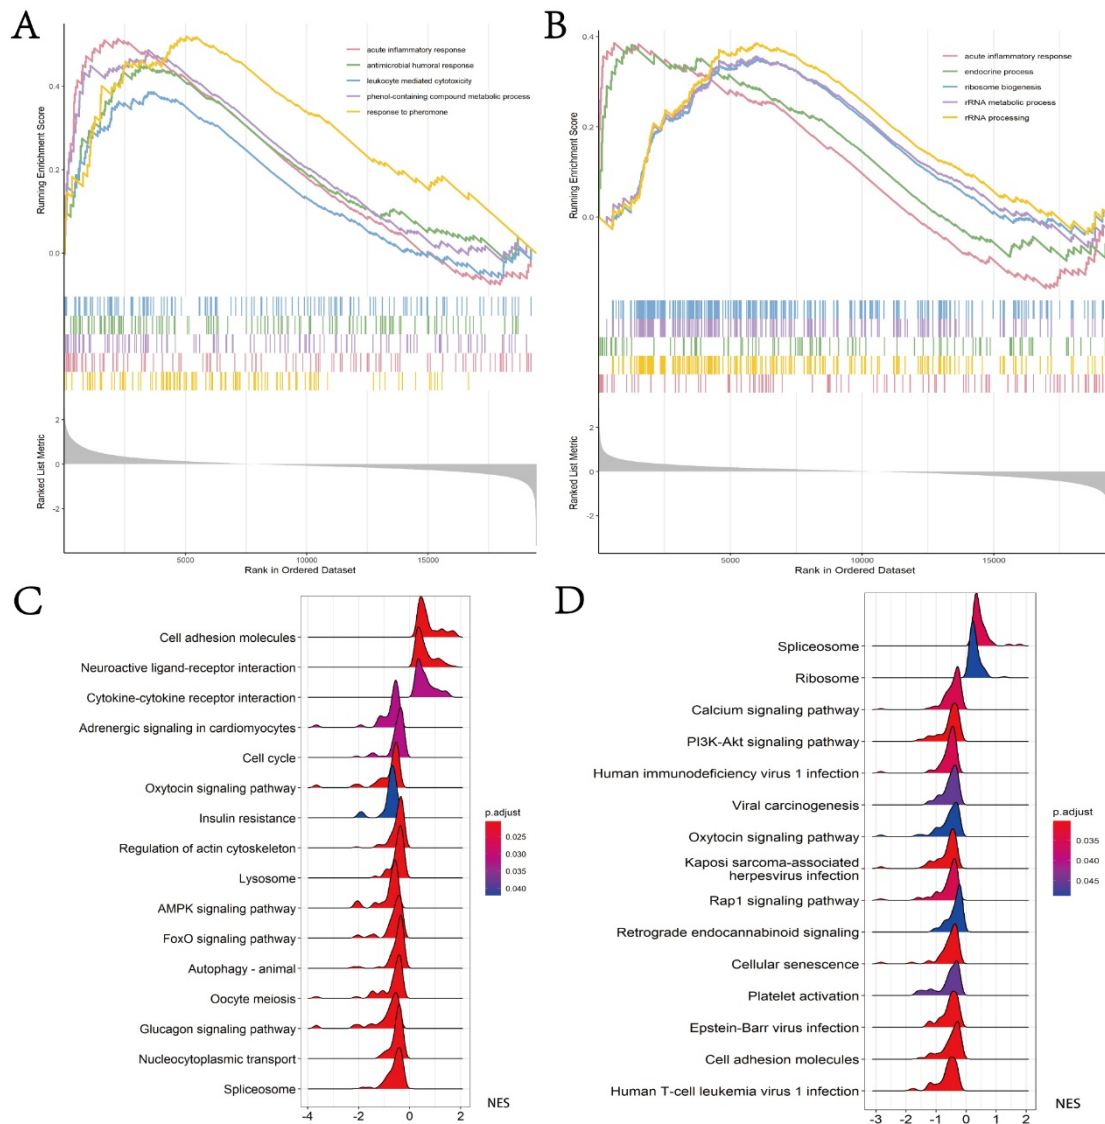 A
Running Enrichment Score
0.4
0.2
0.0
acute inflammatory response
antimicrobial humoral response
leukocyte mediated cytotoxicity
phenol-containing compound metabolic process
response to pheromone
Ranked List Metric
2
0
-2
5000 10000 15000
Rank in Ordered Dataset
B
Running Enrichment Score
0.4
0.2
0.0
acute inflammatory response
endocrine process
ribosome biogenesis
rRNA metabolic process
rRNA processing
Ranked List Metric
2
0
-2
5000 10000 15000
Rank in Ordered Dataset
C
Cell adhesion molecules
Neuroactive ligand-receptor interaction
Cytokine-cytokine receptor interaction
Adrenergic signaling in cardiomyocytes
Cell cycle
Oxytocin signaling pathway
Insulin resistance
Regulation of actin cytoskeleton
Lysosome
AMPK signaling pathway
FoxO signaling pathway
Autophagy - animal
Oocyte meiosis
Glucagon signaling pathway
Nucleocytoplasmic transport
Spliceosome
-4 -2 0 2
NES
p.adjust
0.025
0.030
0.035
0.040
D
Spliceosome
Ribosome
Calcium signaling pathway
PI3K-Akt signaling pathway
Human immunodeficiency virus 1 infection
Viral carcinogenesis
Oxytocin signaling pathway
Kaposi sarcoma-associated
herpesvirus infection
Rap1 signaling pathway
Retrograde endocannabinoid signaling
Cellular senescence
Platelet activation
Epstein-Barr virus infection
Cell adhesion molecules
Human T-cell leukemia virus 1 infection
-3 -2 -1 0 1 2
NES
p.adjust
0.035
0.040
0.045